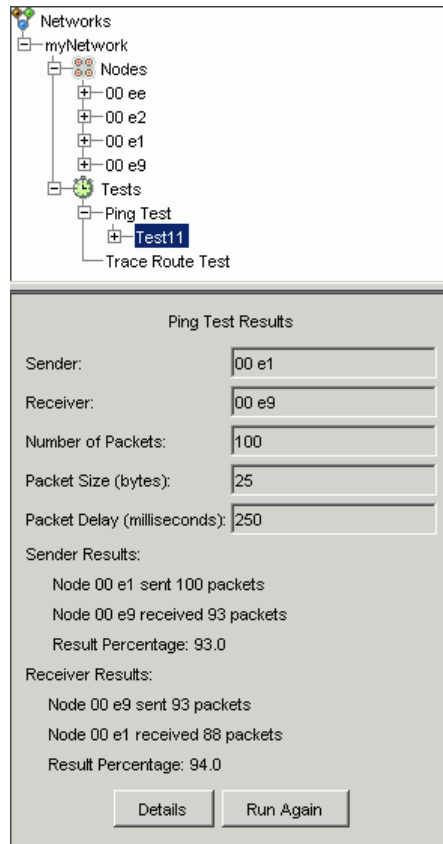 Networks
myNetwork
Nodes
00 ee
00 e2
00 e1
00 e9
Tests
Ping Test
Test11
Trace Route Test
Ping Test Results
Sender: 00 e1
Receiver: 00 e9
Number of Packets: 100
Packet Size (bytes): 25
Packet Delay (milliseconds): 250
Sender Results:
Node 00 e1 sent 100 packets
Node 00 e9 received 93 packets
Result Percentage: 93.0
Receiver Results:
Node 00 e9 sent 93 packets
Node 00 e1 received 88 packets
Result Percentage: 94.0
Details Run Again